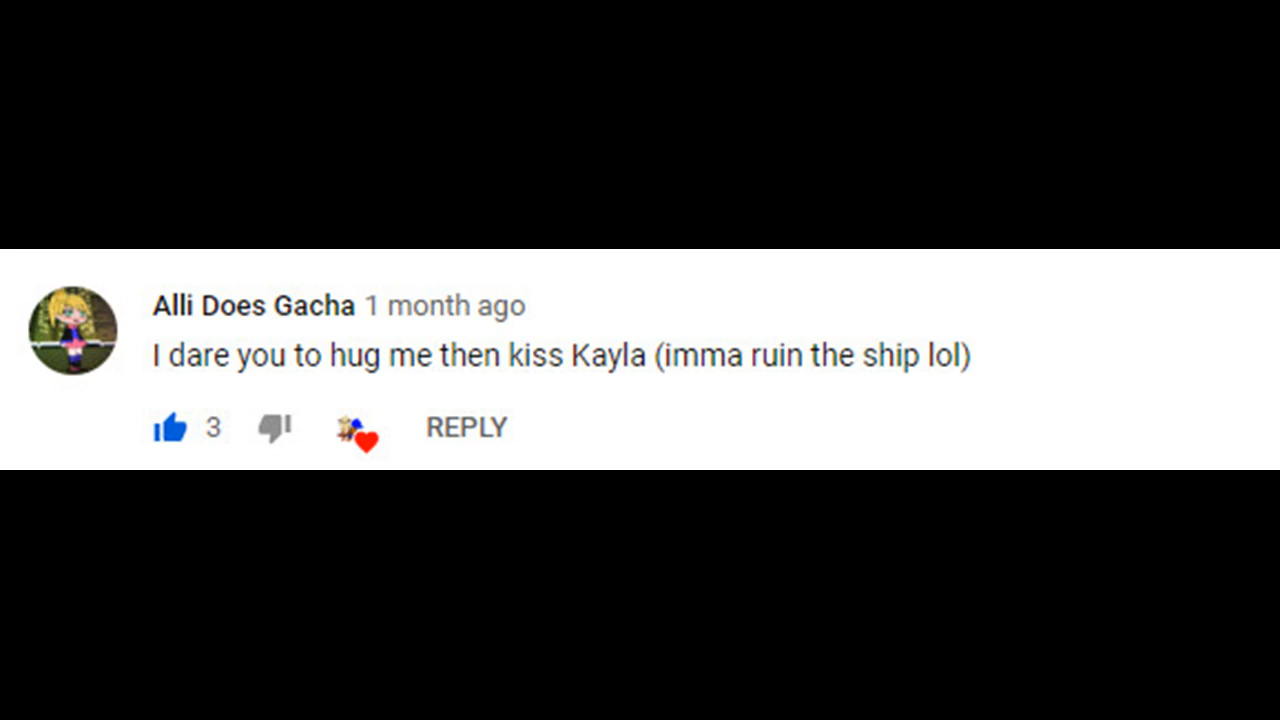 Alli Does Gacha 1 month ago
I dare you to hug me then kiss Kayla (imma ruin the ship lol)
3 REPLY